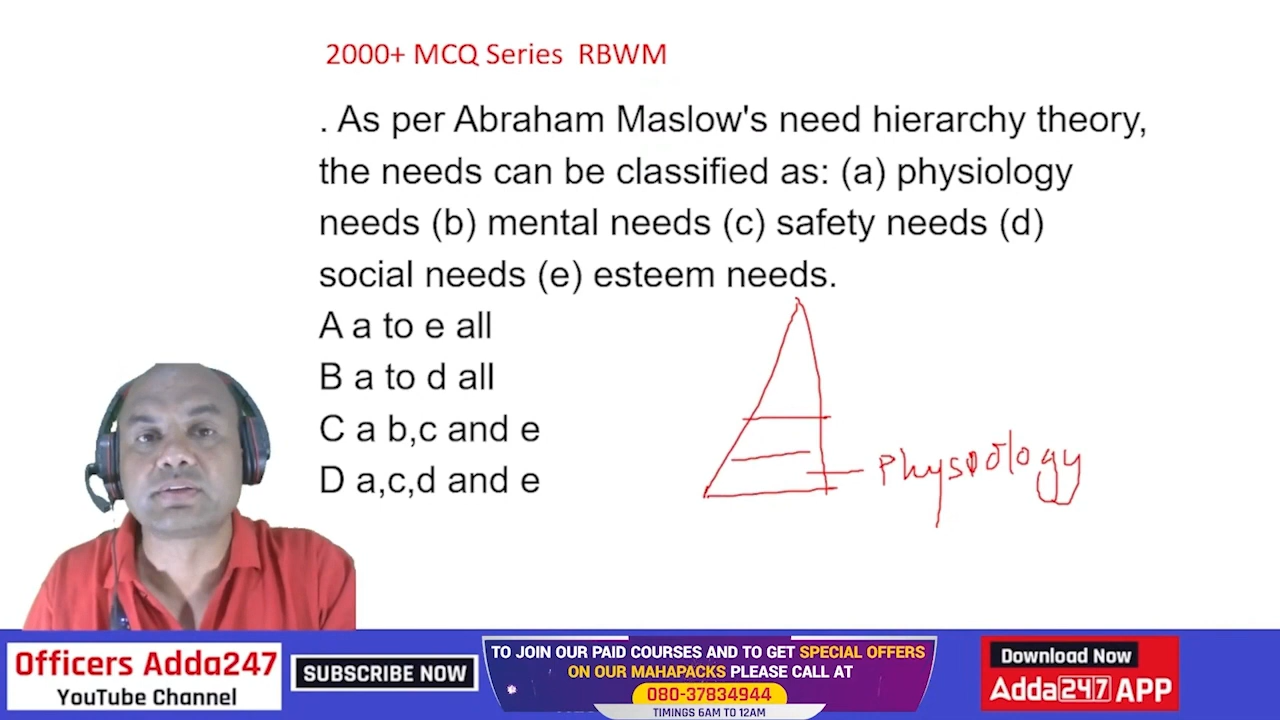 2000+ MCQ Series RBWM
. As per Abraham Maslow's need hierarchy theory,
the needs can be classified as: (a) physiology
needs (b) mental needs (c) safety needs (d)
social needs (e) esteem needs.
A a to e all
B a to d all
C a b,c and e
D a,c,d and e
Physiology
Officers Adda247
YouTube Channel
SUBSCRIBE NOW
TO JOIN OUR PAID COURSES AND TO GET SPECIAL OFFERS
ON OUR MAHAPACKS PLEASE CALL AT
080-37834944
TIMINGS 6AM TO 12AM
Download Now
Adda247 APP